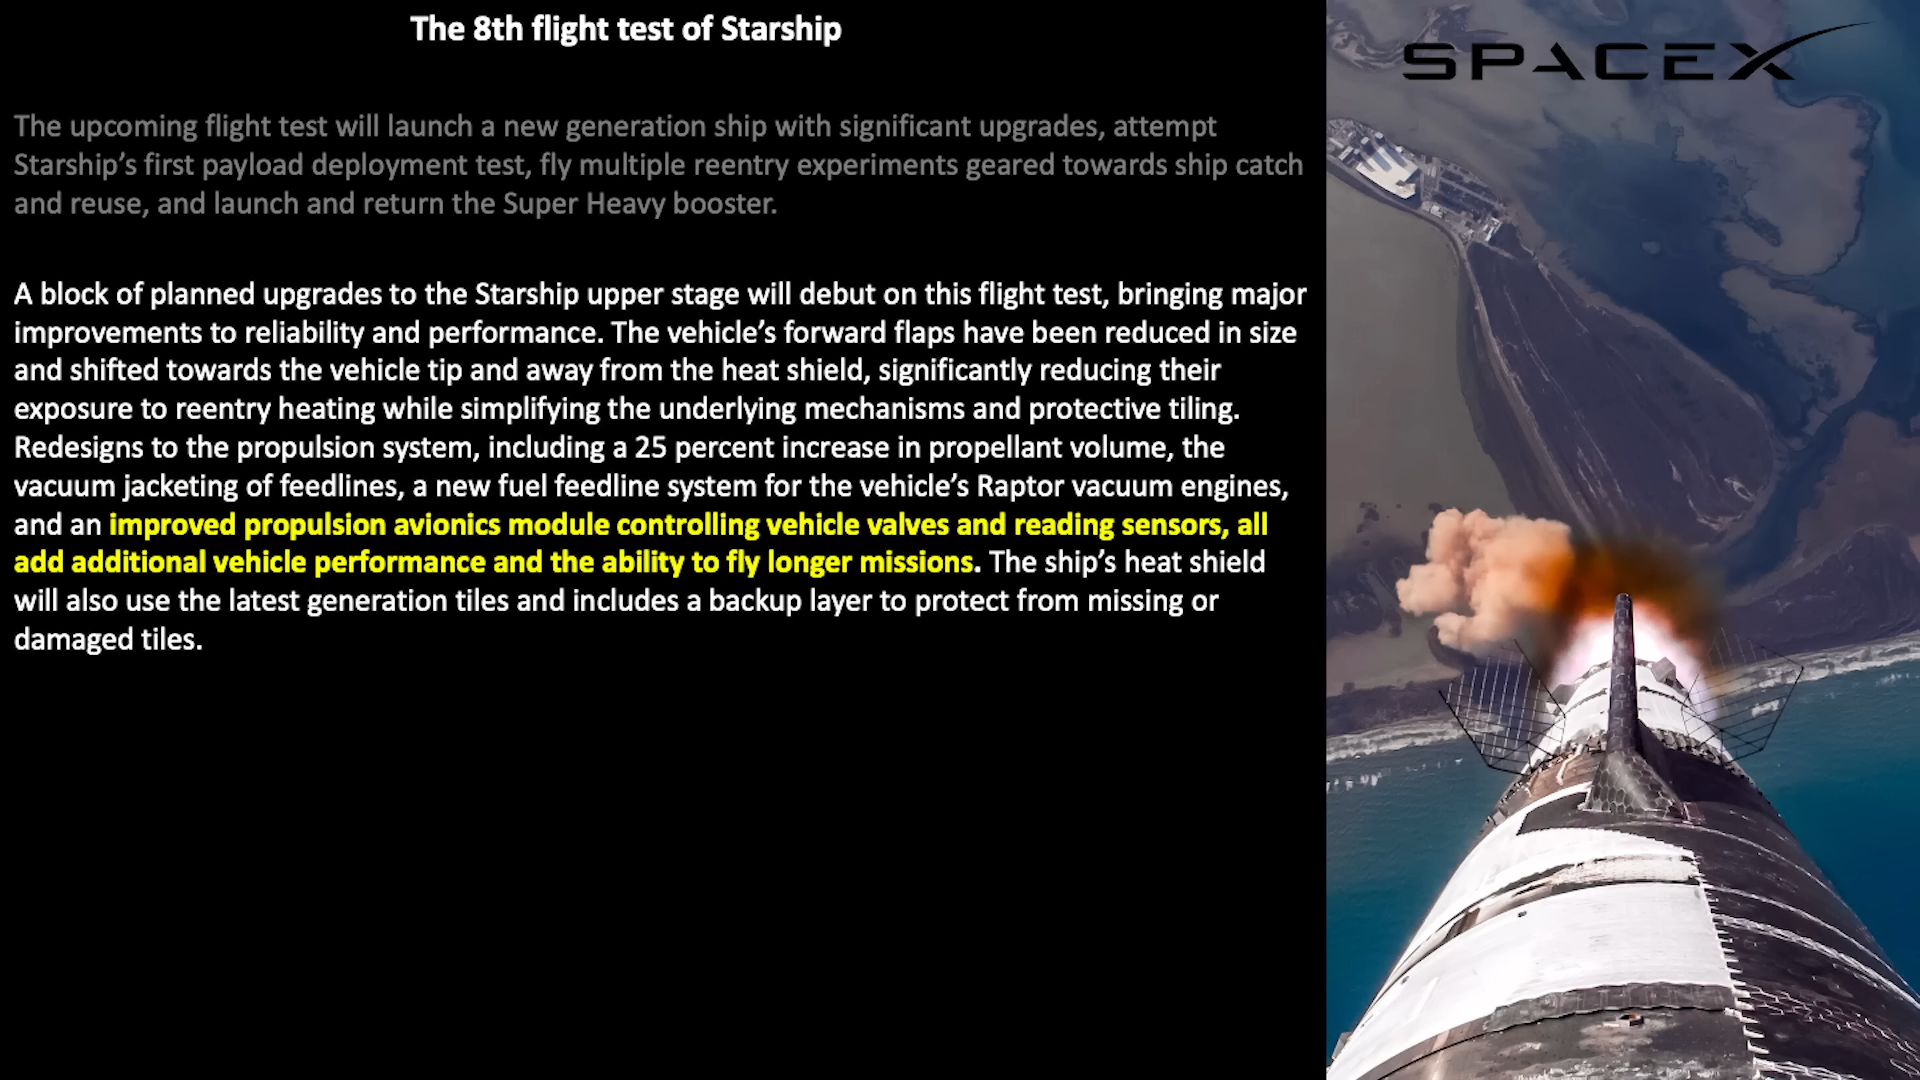 The 8th flight test of Starship
SPACEX
The upcoming flight test will launch a new generation ship with significant upgrades, attempt
Starship’s first payload deployment test, fly multiple reentry experiments geared towards ship catch
and reuse, and launch and return the Super Heavy booster.
A block of planned upgrades to the Starship upper stage will debut on this flight test, bringing major
improvements to reliability and performance. The vehicle’s forward flaps have been reduced in size
and shifted towards the vehicle tip and away from the heat shield, significantly reducing their
exposure to reentry heating while simplifying the underlying mechanisms and protective tiling.
Redesigns to the propulsion system, including a 25 percent increase in propellant volume, the
vacuum jacketing of feedlines, a new fuel feedline system for the vehicle’s Raptor vacuum engines,
and an improved propulsion avionics module controlling vehicle valves and reading sensors, all
add additional vehicle performance and the ability to fly longer missions. The ship’s heat shield
will also use the latest generation tiles and includes a backup layer to protect from missing or
damaged tiles.